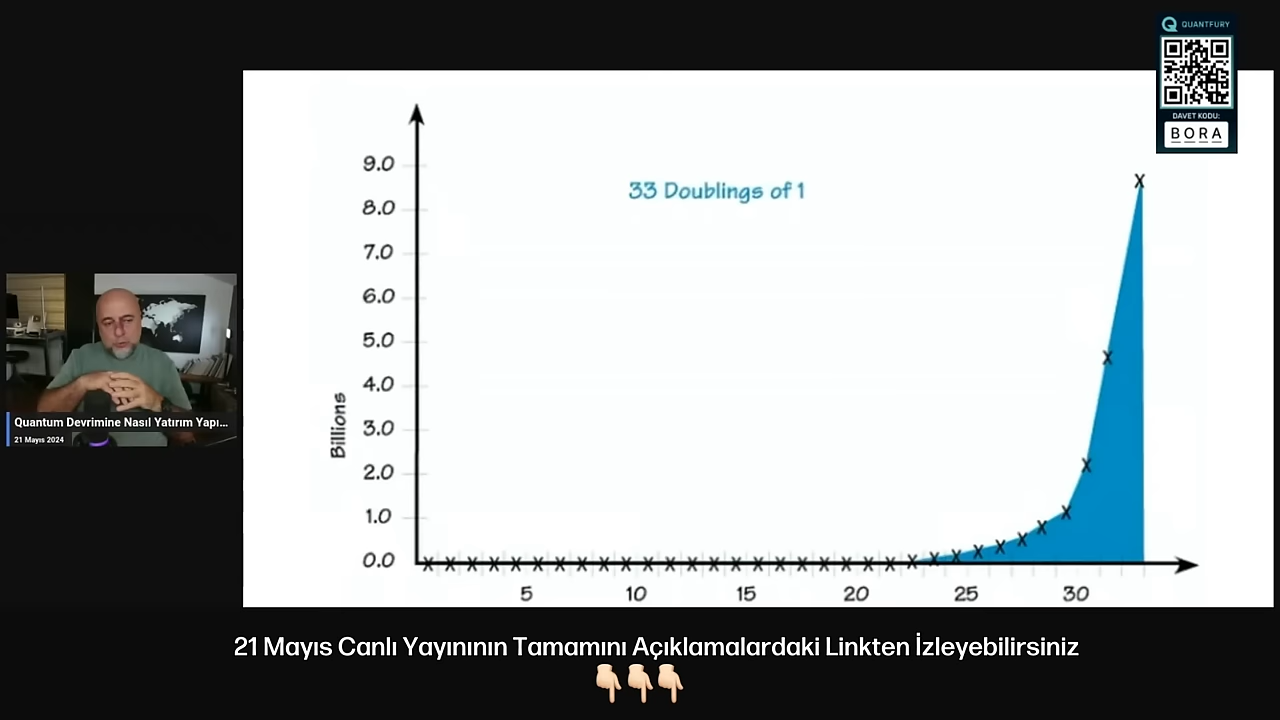 QUANTFURY
DAVET KODU:
BORA
33 Doublings of 1
9.0
8.0
7.0
6.0
5.0
4.0
3.0
2.0
1.0
0.0
Billions
5 10 15 20 25 30
Quantum Devrimine Nasıl Yatırım Yapı...
21 Mayıs 2024
21 Mayıs Canlı Yayınının Tamamını Açıklamalardaki Linkten İzleyebilirsiniz